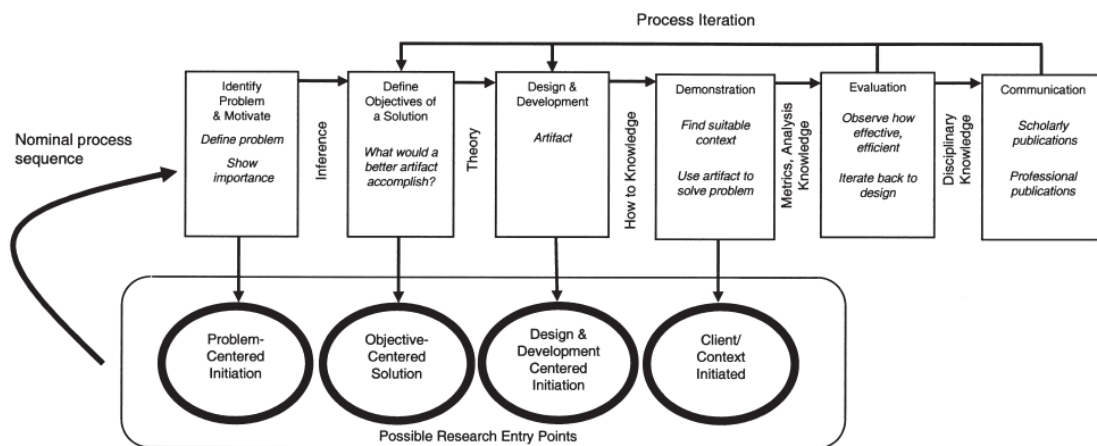 Process Iteration
Nominal process
sequence
Identify
Problem
& Motivate
Define problem
Show
importance
Inference
Define
Objectives of
a Solution
What would a
better artifact
accomplish?
Theory
Design &
Development
Artifact
How to Knowledge
Demonstration
Find suitable
context
Use artifact to
solve problem
Metrics, Analysis
Knowledge
Evaluation
Observe how
effective,
efficient
Iterate back to
design
Disciplinary
Knowledge
Communication
Scholarly
publications
Professional
publications
Problem-
Centered
Initiation
Objective-
Centered
Solution
Design &
Development
Centered
Initiation
Client/
Context
Initiated
Possible Research Entry Points